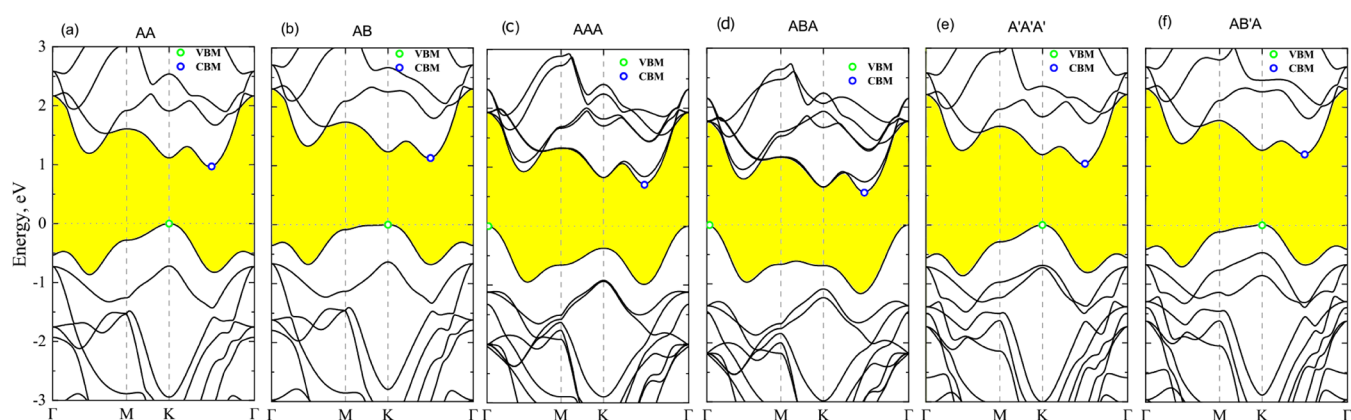 (a) AA
(b) AB
(c) AAA
(d) ABA
(e) A'A'A'
(f) AB'A
VBM
CBM
VBM
CBM
VBM
CBM
VBM
CBM
VBM
CBM
VBM
CBM
Energy, eV
3
2
1
0
-1
-2
-3
Γ M K Γ
Γ M K Γ
Γ M K Γ
Γ M K Γ
Γ M K Γ
Γ M K Γ